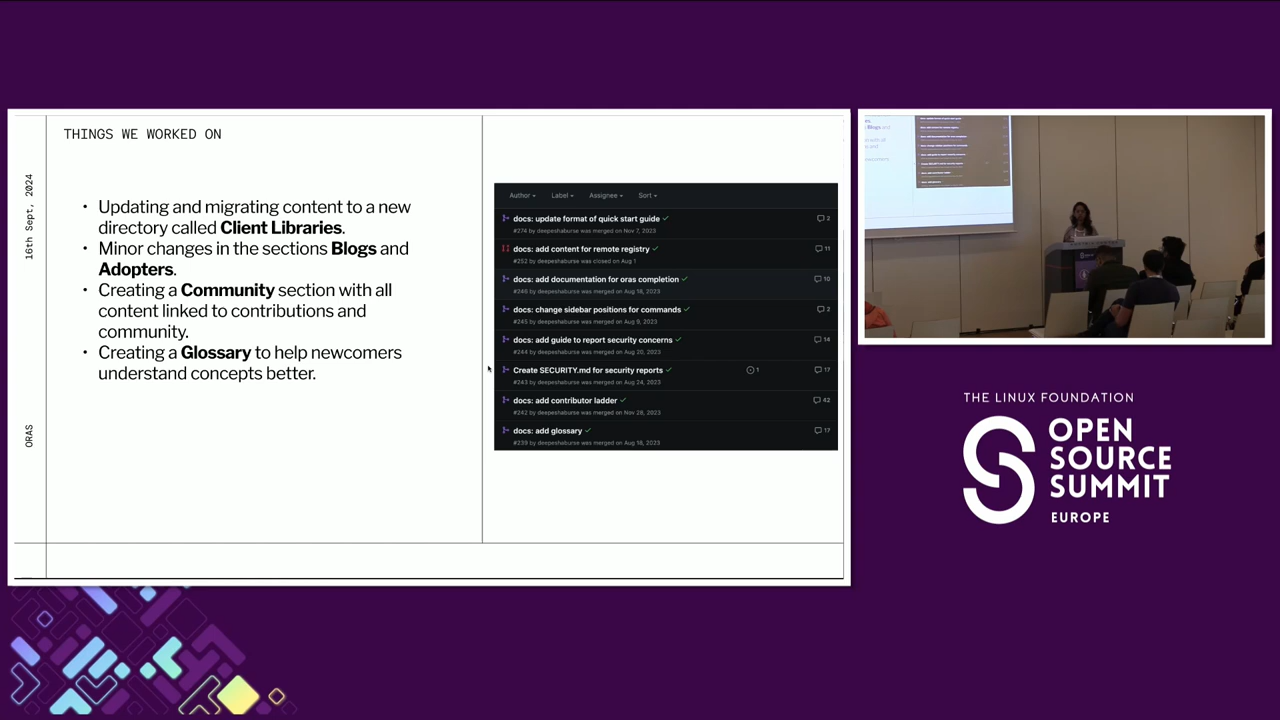 THINGS WE WORKED ON
16th Sept, 2024
ORAS
• Updating and migrating content to a new
directory called Client Libraries.
• Minor changes in the sections Blogs and
Adopters.
• Creating a Community section with all
content linked to contributions and
community.
• Creating a Glossary to help newcomers
understand concepts better.
Author Label Assignee Sort
docs: update format of quick start guide 2
#274 by deepeshaburse was merged on Nov 7, 2023
docs: add content for remote registry 11
#252 by deepeshaburse was closed on Aug 1
docs: add documentation for oras completion 10
#246 by deepeshaburse was merged on Aug 18, 2023
docs: change sidebar positions for commands 2
#245 by deepeshaburse was merged on Aug 9, 2023
docs: add guide to report security concerns 14
#244 by deepeshaburse was merged on Aug 20, 2023
Create SECURITY.md for security reports 1 17
#243 by deepeshaburse was merged on Aug 24, 2023
docs: add contributor ladder 42
#242 by deepeshaburse was merged on Nov 28, 2023
docs: add glossary 17
#239 by deepeshaburse was merged on Aug 18, 2023
THE LINUX FOUNDATION
OPEN
SOURCE
SUMMIT
EUROPE